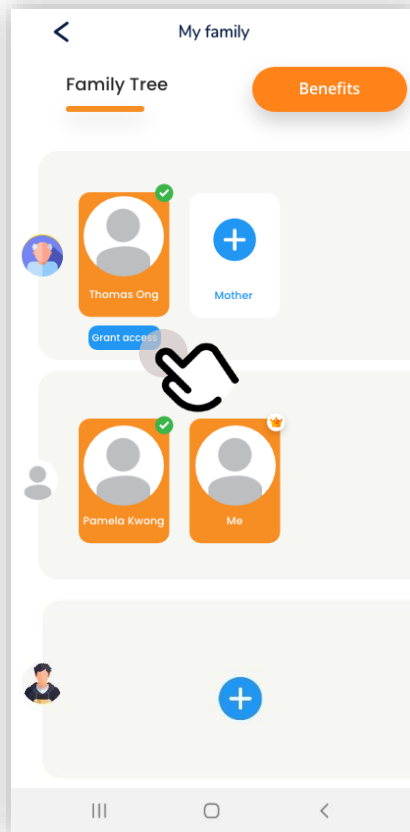 My family
Family Tree
Benefits
Thomas Ong
Mother
Grant access
Pamela Kwong
Me